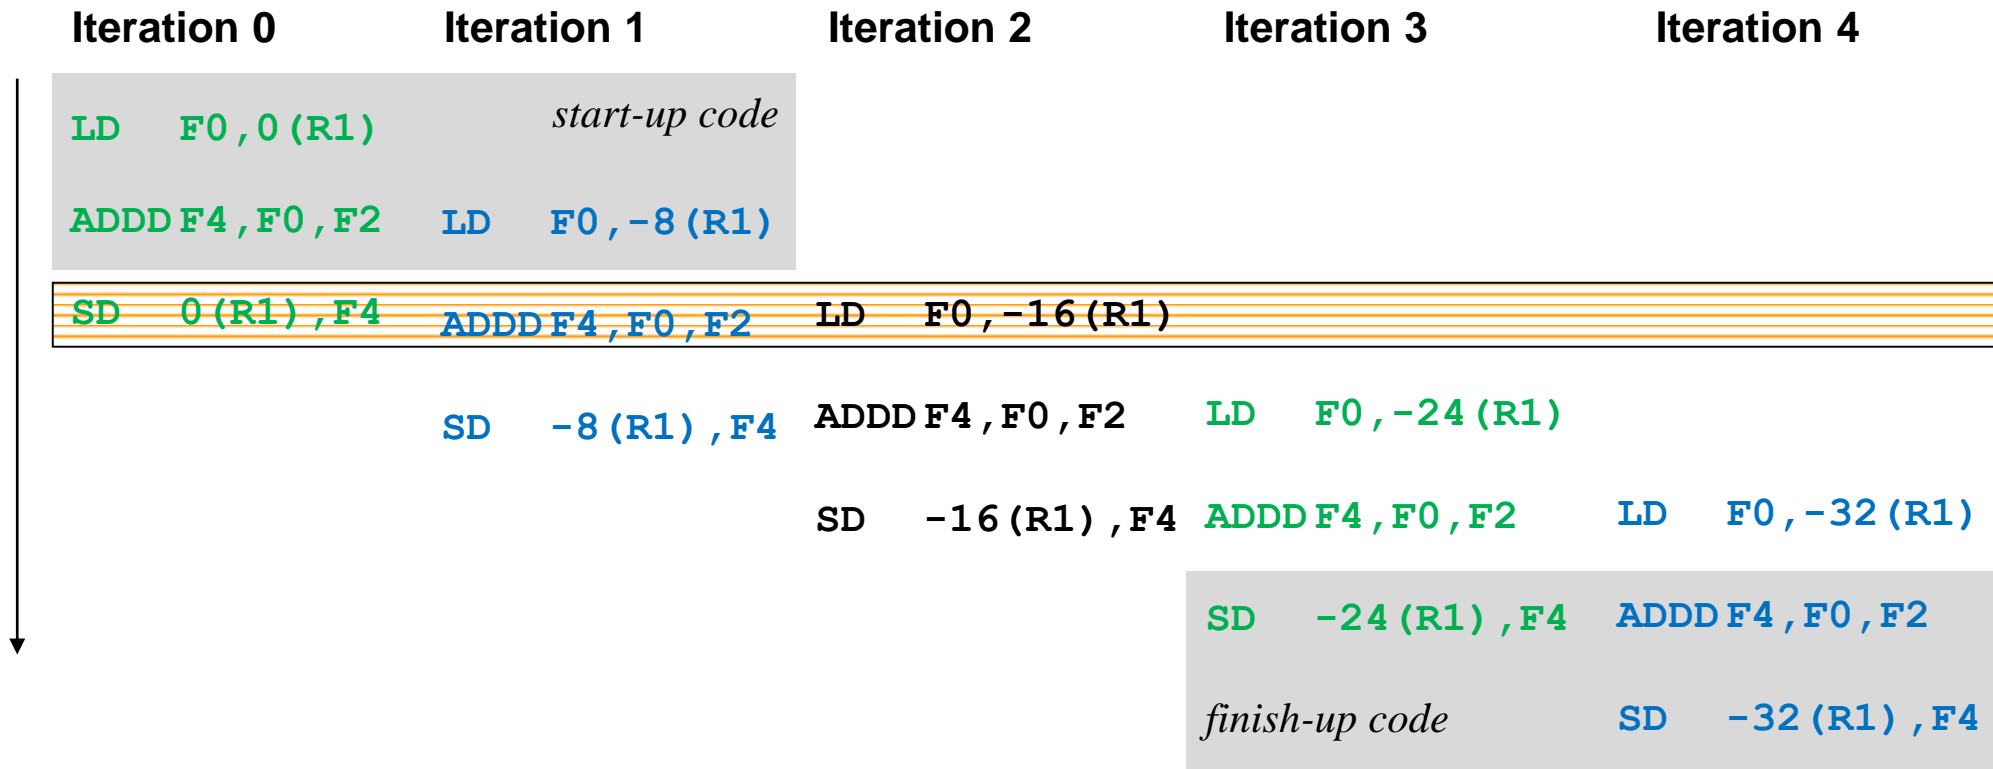 Iteration 0 Iteration 1 Iteration 2 Iteration 3 Iteration 4
LD F0,0(R1) start-up code
ADDD F4,F0,F2 LD F0,-8(R1)
SD 0(R1),F4 ADDD F4,F0,F2 LD F0,-16(R1)
SD -8(R1),F4 ADDD F4,F0,F2 LD F0,-24(R1)
SD -16(R1),F4 ADDD F4,F0,F2 LD F0,-32(R1)
SD -24(R1),F4 ADDD F4,F0,F2
finish-up code SD -32(R1),F4